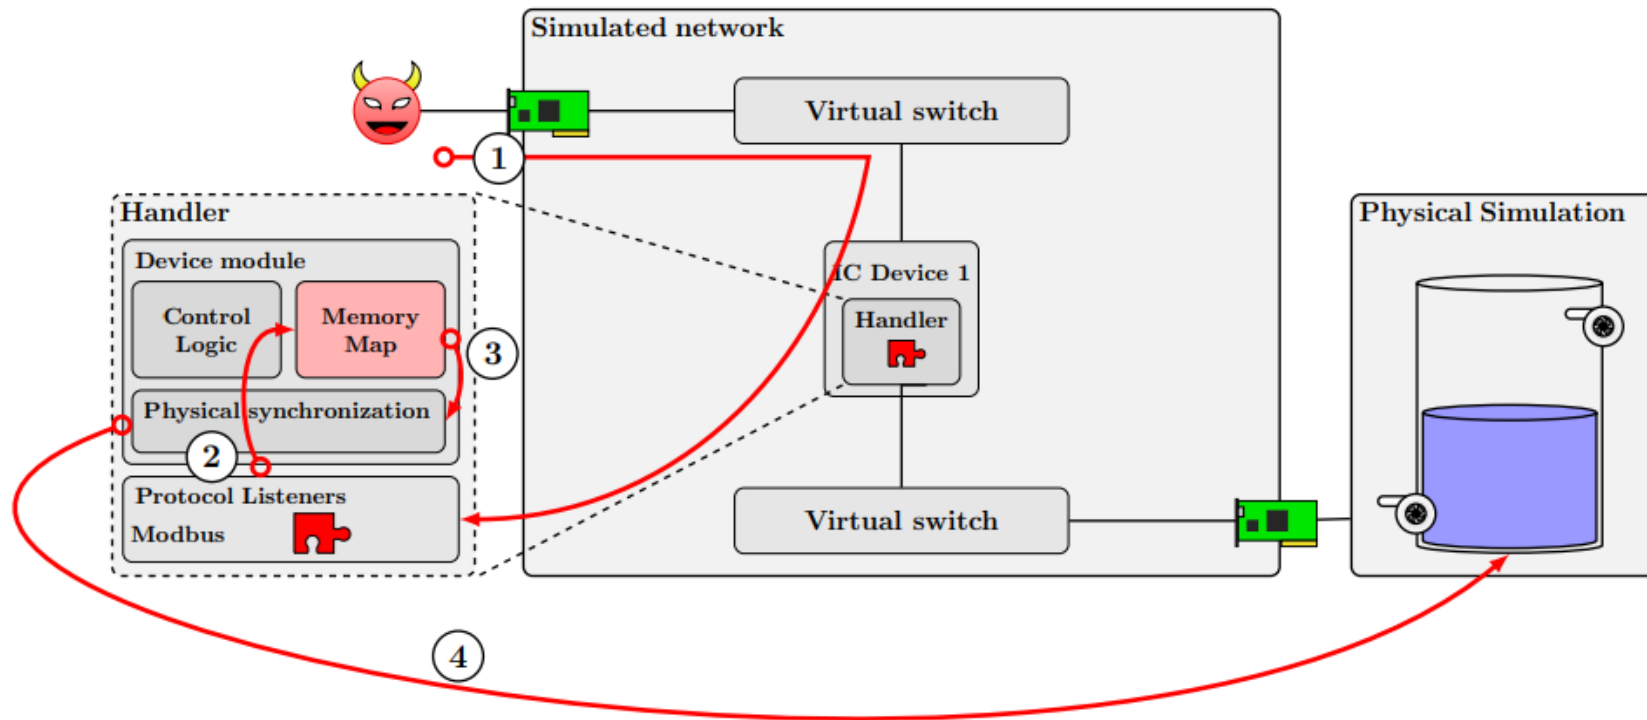 Simulated network
Virtual switch
1
Handler
Device module
Control
Logic
Memory
Map
3
Physical synchronization
2
Protocol Listeners
Modbus
IC Device 1
Handler
Virtual switch
Physical Simulation
4